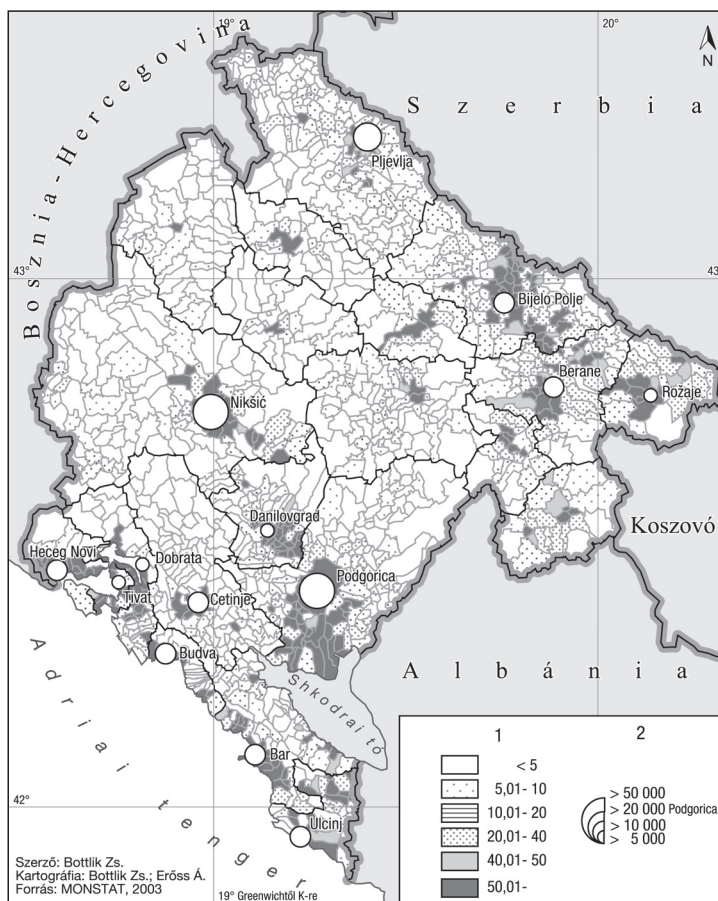 19°
20°
N
Bosznia-Hercegovina
Szerbia
Pljevlja
43°
43
Bijelo Polje
Berane
Rožaje
Nikšić
Koszovó
Danilovgrad
Heceg Novi
Dobrata
Podgorica
Tivat
Cetinje
Budva
Albánia
Shkodrai tó
Adriai tenger
Bar
42°
Ulcinj
1
2
< 5
5,01- 10
10,01- 20
20,01- 40
40,01- 50
50,01-
> 50 000
> 20 000 Podgorica
> 10 000
> 5 000
Szerző: Bottlik Zs.
Kartográfia: Bottlik Zs.; Erőss Á.
Forrás: MONSTAT, 2003
19° Greenwichtől K-re